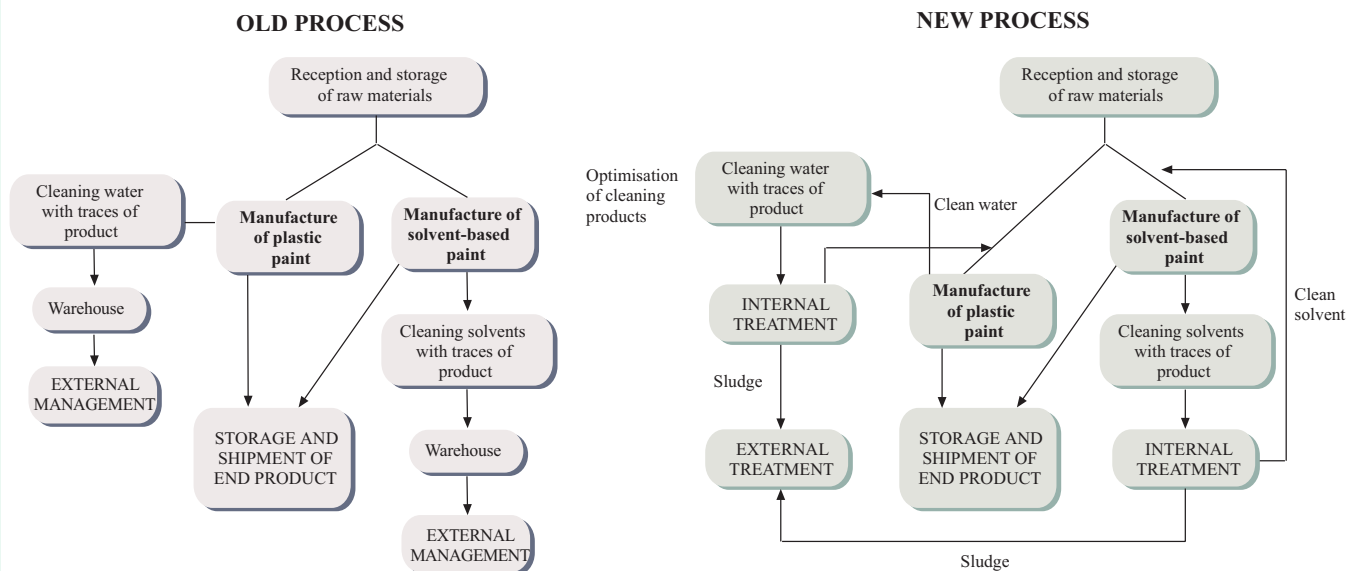 OLD PROCESS
Reception and storage
of raw materials
Cleaning water
with traces of
product
Manufacture
of plastic
paint
Manufacture of
solvent-based
paint
Warehouse
Cleaning solvents
with traces of
product
EXTERNAL
MANAGEMENT
STORAGE AND
SHIPMENT OF
END PRODUCT
Warehouse
EXTERNAL
MANAGEMENT
NEW PROCESS
Reception and storage
of raw materials
Optimisation
of cleaning
products
Cleaning water
with traces of
product
Clean water
Manufacture of
solvent-based
paint
INTERNAL
TREATMENT
Manufacture
of plastic
paint
Clean
solvent
Cleaning solvents
with traces of
product
Sludge
EXTERNAL
TREATMENT
STORAGE AND
SHIPMENT OF
END PRODUCT
INTERNAL
TREATMENT
Sludge